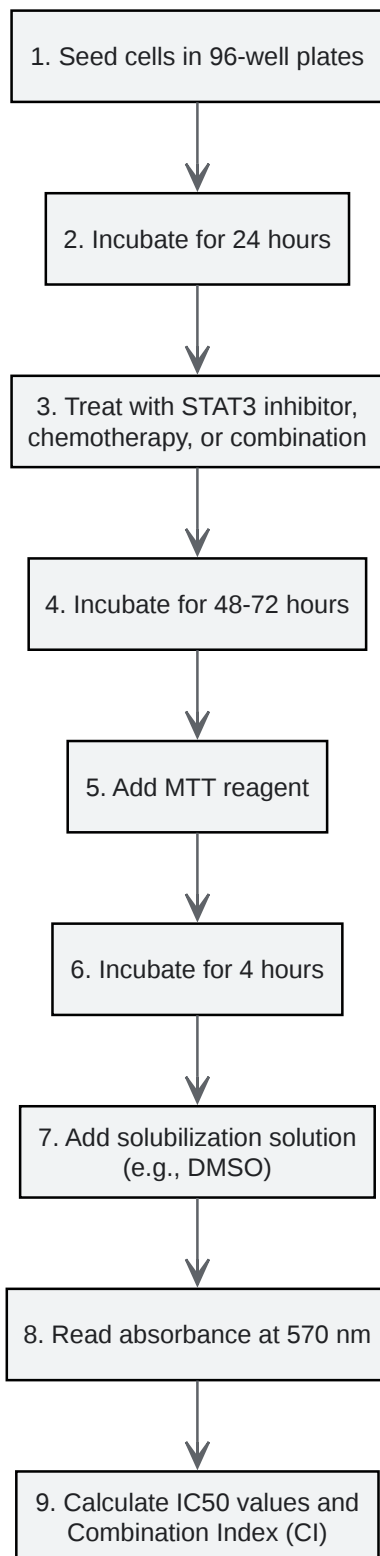 1. Seed cells in 96-well plates
2. Incubate for 24 hours
3. Treat with STAT3 inhibitor,
chemotherapy, or combination
4. Incubate for 48-72 hours
5. Add MTT reagent
6. Incubate for 4 hours
7. Add solubilization solution
(e.g., DMSO)
8. Read absorbance at 570 nm
9. Calculate IC50 values and
Combination Index (CI)